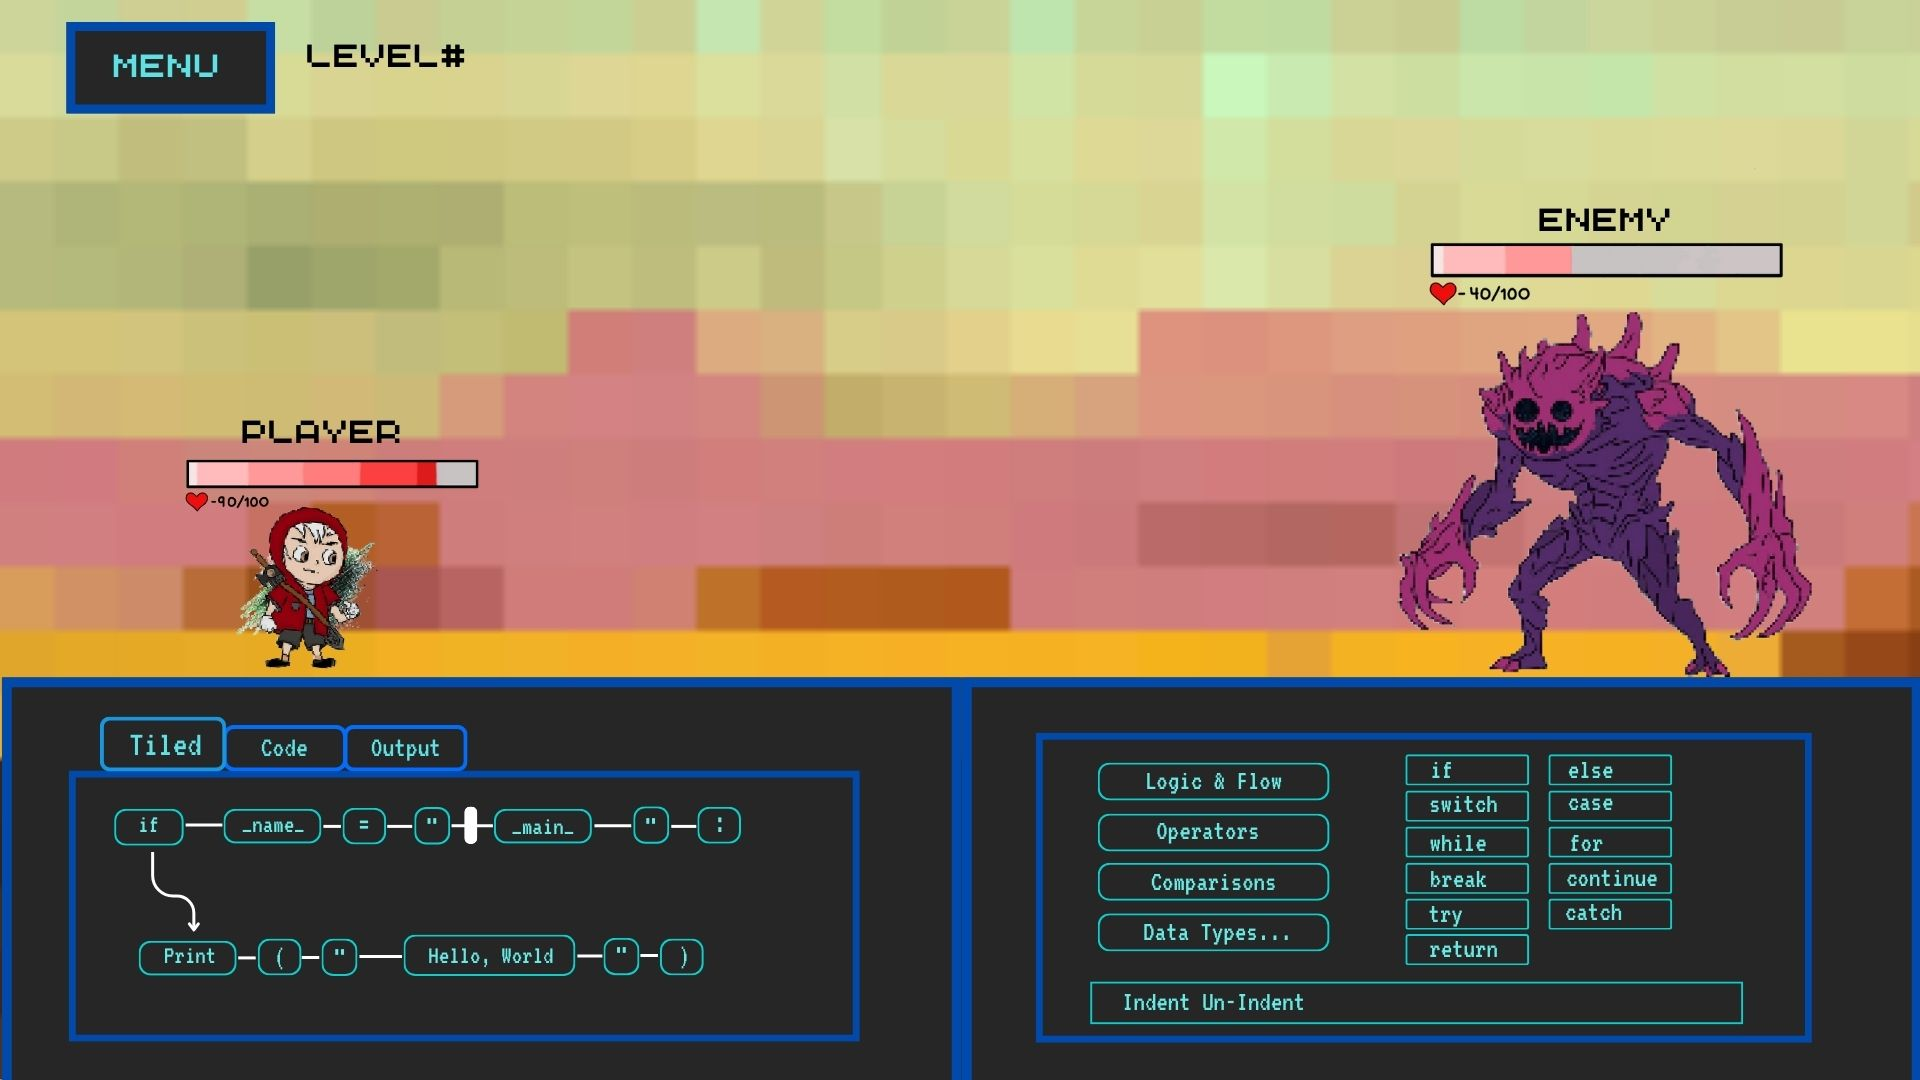 MENU
LEVEL#
ENEMY
-40/100
PLAYER
-90/100
Tiled Code Output
if _name_ = " _main_ " :
Print ( " Hello, World " )
Logic & Flow
Operators
Comparisons
Data Types...
if else
switch case
while for
break continue
try catch
return
Indent Un-Indent